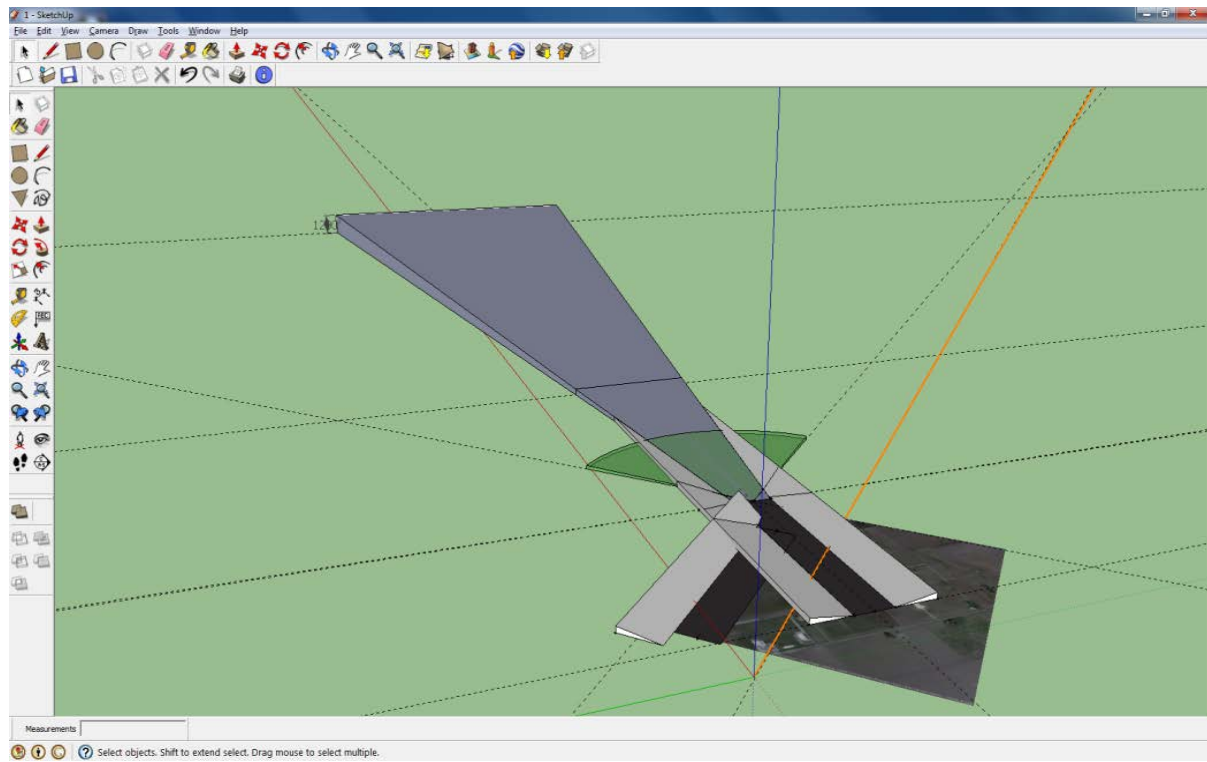 1 - SketchUp
File Edit View Camera Draw Tools Window Help
Measurements
Select objects. Shift to extend select. Drag mouse to select multiple.